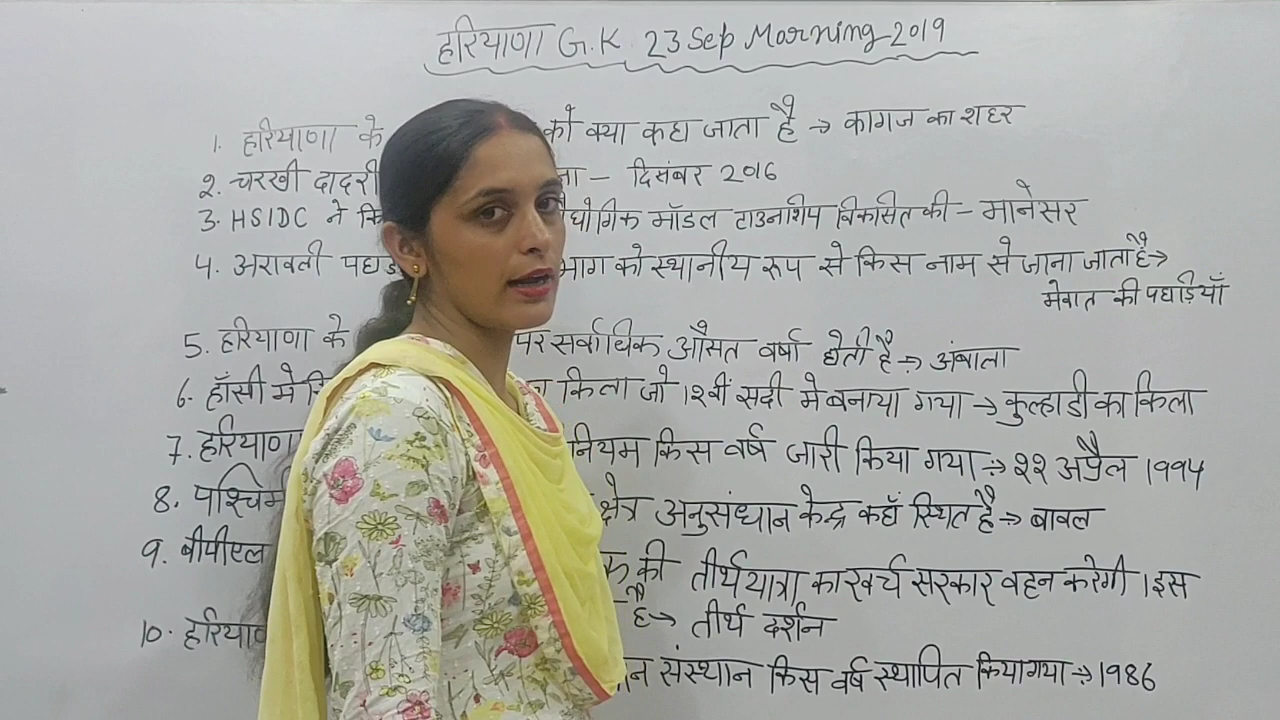 हरियाणा G.K. 23 Sep Morning 2019
1. हरियाणा के को क्या कहा जाता है → कागज का शहर
2. चरखी दादरी ना - दिसंबर 2016
3. HSIDC ने औद्योगिक मॉडल टाउनशिप विकसित की - मानेसर
4. अरावली भाग को स्थानीय रूप से किस नाम से जाना जाता है →
मेवात की पहाड़ियाँ
5. हरियाणा के पर सर्वाधिक औसत वर्षा होती है → अंबाला
6. हाँसी मे किला जो 12वीं सदी मे बनाया गया → कुल्हाडी का किला
7. हरियाणा नियम किस वर्ष जारी किया गया → 22 अप्रैल 1994
8. पश्चिमी क्षेत्र अनुसंधान केन्द्र कहाँ स्थित है → बावल
9. बीपीएल की तीर्थयात्रा का खर्च सरकार वहन करेगी । इस
है → तीर्थ दर्शन
10. हरियाणा संस्थान किस वर्ष स्थापित किया गया → 1986